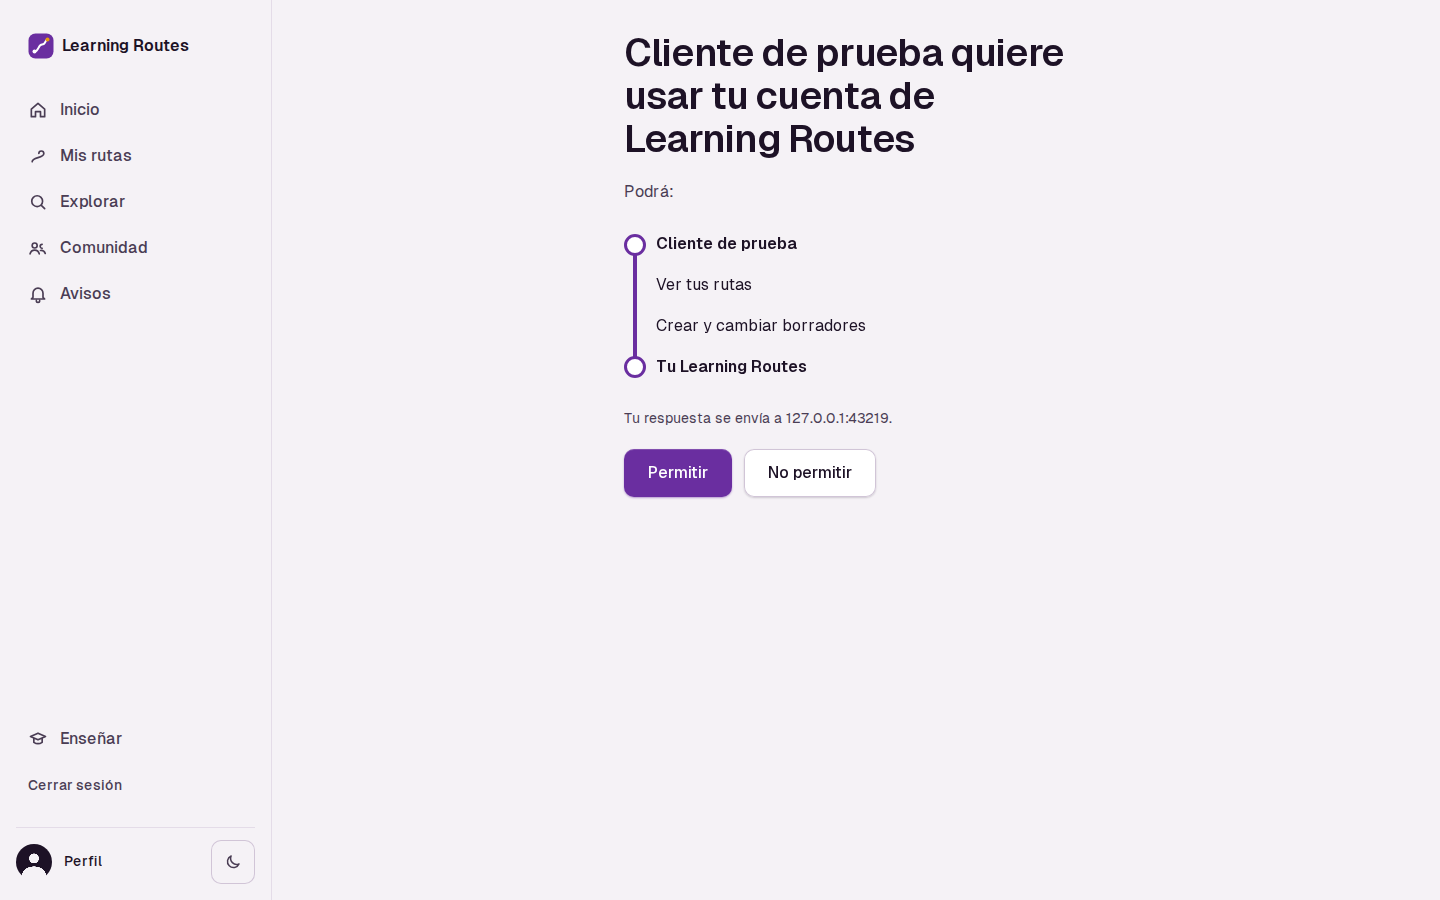 Learning Routes
Inicio
Mis rutas
Explorar
Comunidad
Avisos
Enseñar
Cerrar sesión
Perfil
Cliente de prueba quiere
usar tu cuenta de
Learning Routes
Podrá:
Cliente de prueba
Ver tus rutas
Crear y cambiar borradores
Tu Learning Routes
Tu respuesta se envía a 127.0.0.1:43219.
Permitir
No permitir